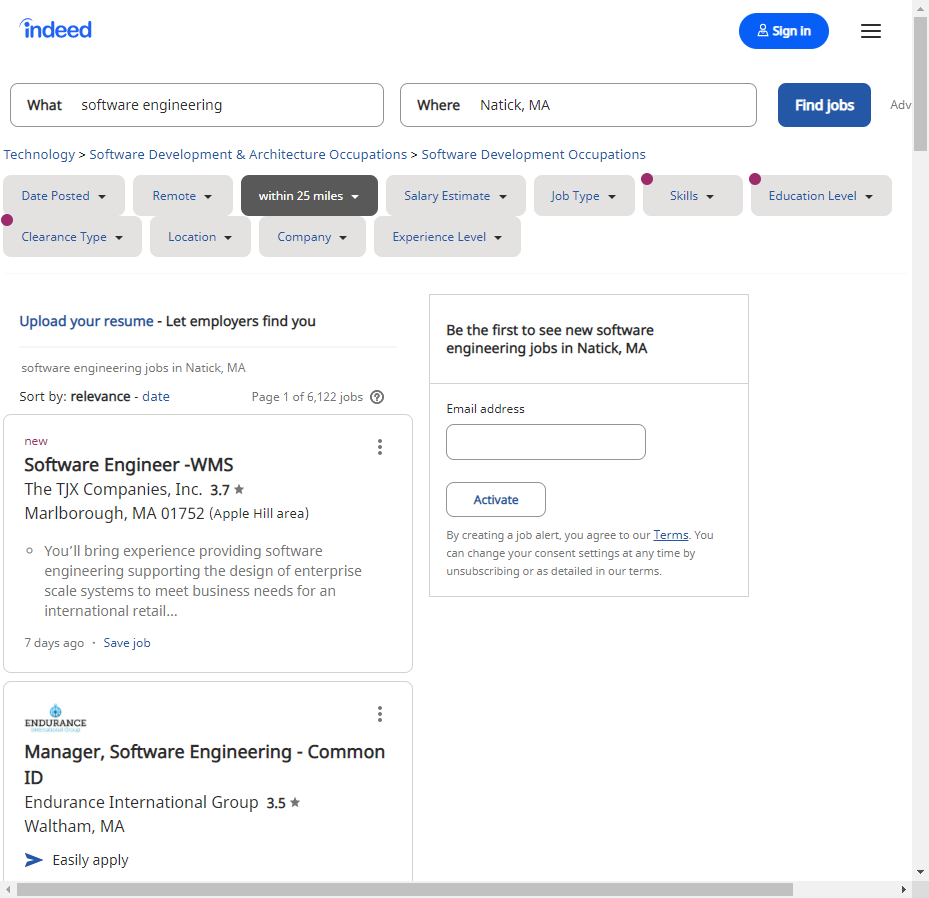 indeed
Sign in
What software engineering
Where Natick, MA
Find jobs
Adv
Technology > Software Development & Architecture Occupations > Software Development Occupations
Date Posted
Remote
within 25 miles
Salary Estimate
Job Type
Skills
Education Level
Clearance Type
Location
Company
Experience Level
Upload your resume - Let employers find you
software engineering jobs in Natick, MA
Sort by: relevance - date
Page 1 of 6,122 jobs ?
new
Software Engineer -WMS
The TJX Companies, Inc. 3.7 ★
Marlborough, MA 01752 (Apple Hill area)
You’ll bring experience providing software
engineering supporting the design of enterprise
scale systems to meet business needs for an
international retail...
7 days ago · Save job
ENDURANCE
International Group
Manager, Software Engineering - Common
ID
Endurance International Group 3.5 ★
Waltham, MA
Easily apply
Be the first to see new software
engineering jobs in Natick, MA
Email address
Activate
By creating a job alert, you agree to our Terms. You
can change your consent settings at any time by
unsubscribing or as detailed in our terms.